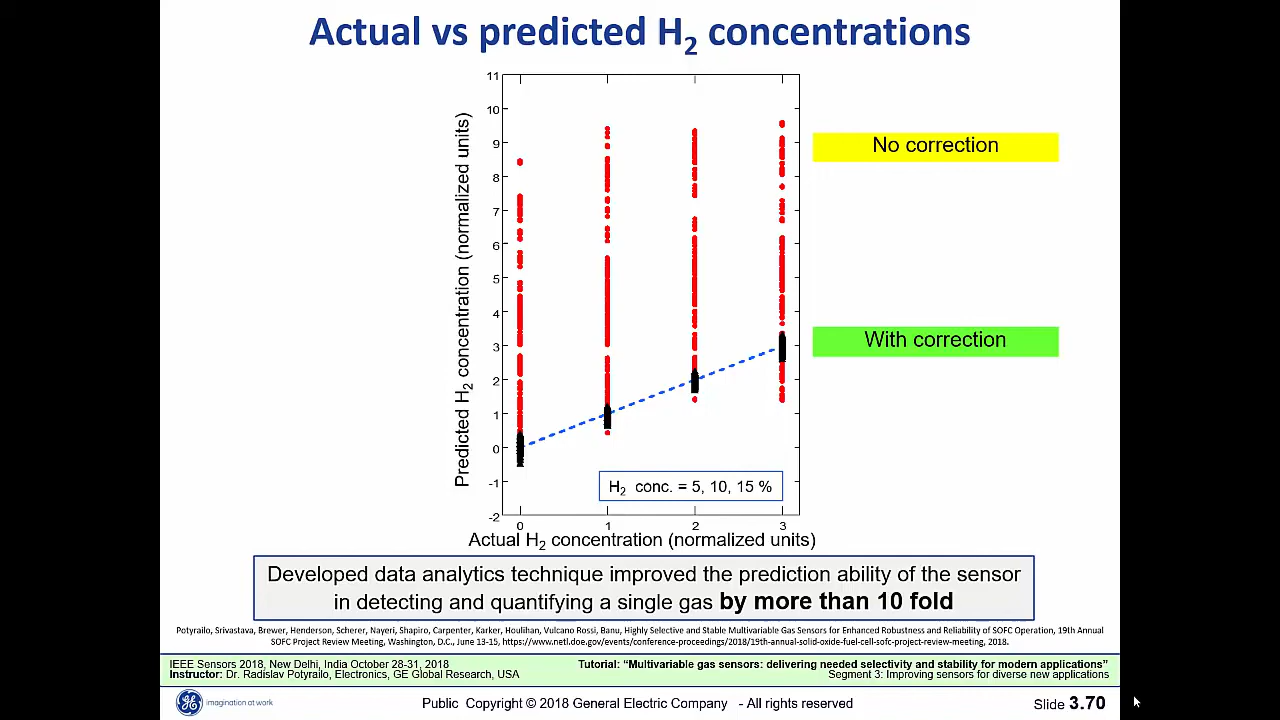 Actual vs predicted H2 concentrations
11
10
9
8
7
6
5
4
3
2
1
0
-1
-2
Predicted H2 concentration (normalized units)
No correction
With correction
H2 conc. = 5, 10, 15 %
0 1 2 3
Actual H2 concentration (normalized units)
Developed data analytics technique improved the prediction ability of the sensor
in detecting and quantifying a single gas by more than 10 fold
Potyrailo, Srivastava, Brewer, Henderson, Scherer, Nayeri, Shapiro, Carpenter, Karker, Houlihan, Vulcano Rossi, Banu, Highly Selective and Stable Multivariable Gas Sensors for Enhanced Robustness and Reliability of SOFC Operation, 19th Annual
SOFC Project Review Meeting, Washington, D.C., June 13-15, https://www.netl.doe.gov/events/conference-proceedings/2018/19th-annual-solid-oxide-fuel-cell-sofc-project-review-meeting, 2018.
IEEE Sensors 2018, New Delhi, India October 28-31, 2018
Instructor: Dr. Radislav Potyrailo, Electronics, GE Global Research, USA
Tutorial: “Multivariable gas sensors: delivering needed selectivity and stability for modern applications”
Segment 3: Improving sensors for diverse new applications
imagination at work
Public Copyright © 2018 General Electric Company - All rights reserved
Slide 3.70